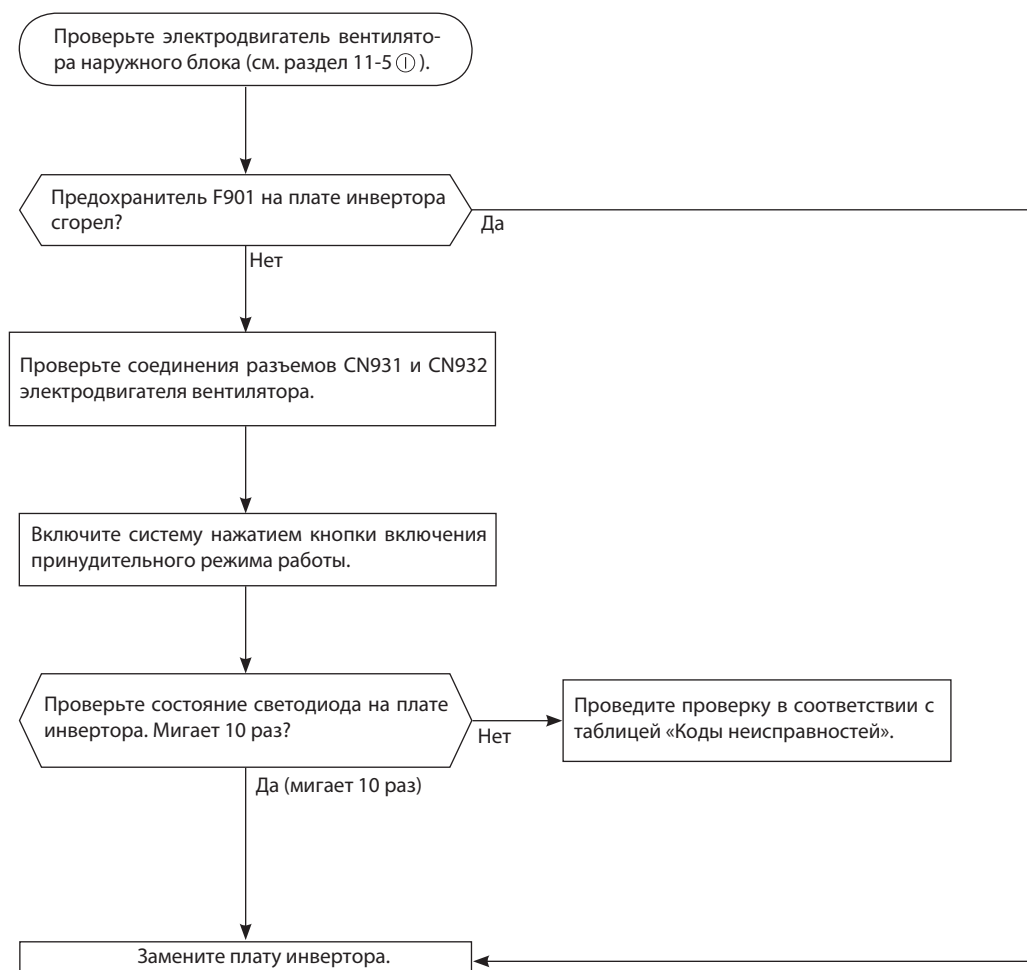 Проверьте электродвигатель вентилято-
ра наружного блока (см. раздел 11-5 Ⓘ ).
Предохранитель F901 на плате инвертора
сгорел?
Да
Нет
Проверьте соединения разъемов CN931 и CN932
электродвигателя вентилятора.
Включите систему нажатием кнопки включения
принудительного режима работы.
Проверьте состояние светодиода на плате
инвертора. Мигает 10 раз?
Нет
Проведите проверку в соответствии с
таблицей «Коды неисправностей».
Да (мигает 10 раз)
Замените плату инвертора.